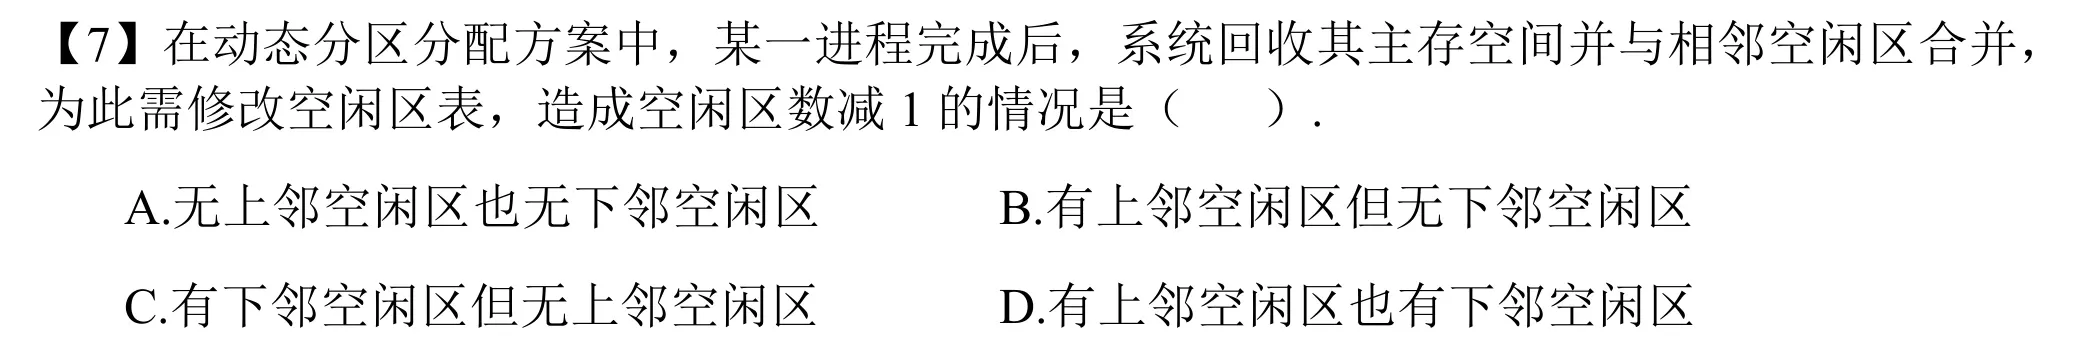 【7】在动态分区分配方案中，某一进程完成后，系统回收其主存空间并与相邻空闲区合并，
为此需修改空闲区表，造成空闲区数减 1 的情况是（  ）.
A.无上邻空闲区也无下邻空闲区 B.有上邻空闲区但无下邻空闲区
C.有下邻空闲区但无上邻空闲区 D.有上邻空闲区也有下邻空闲区